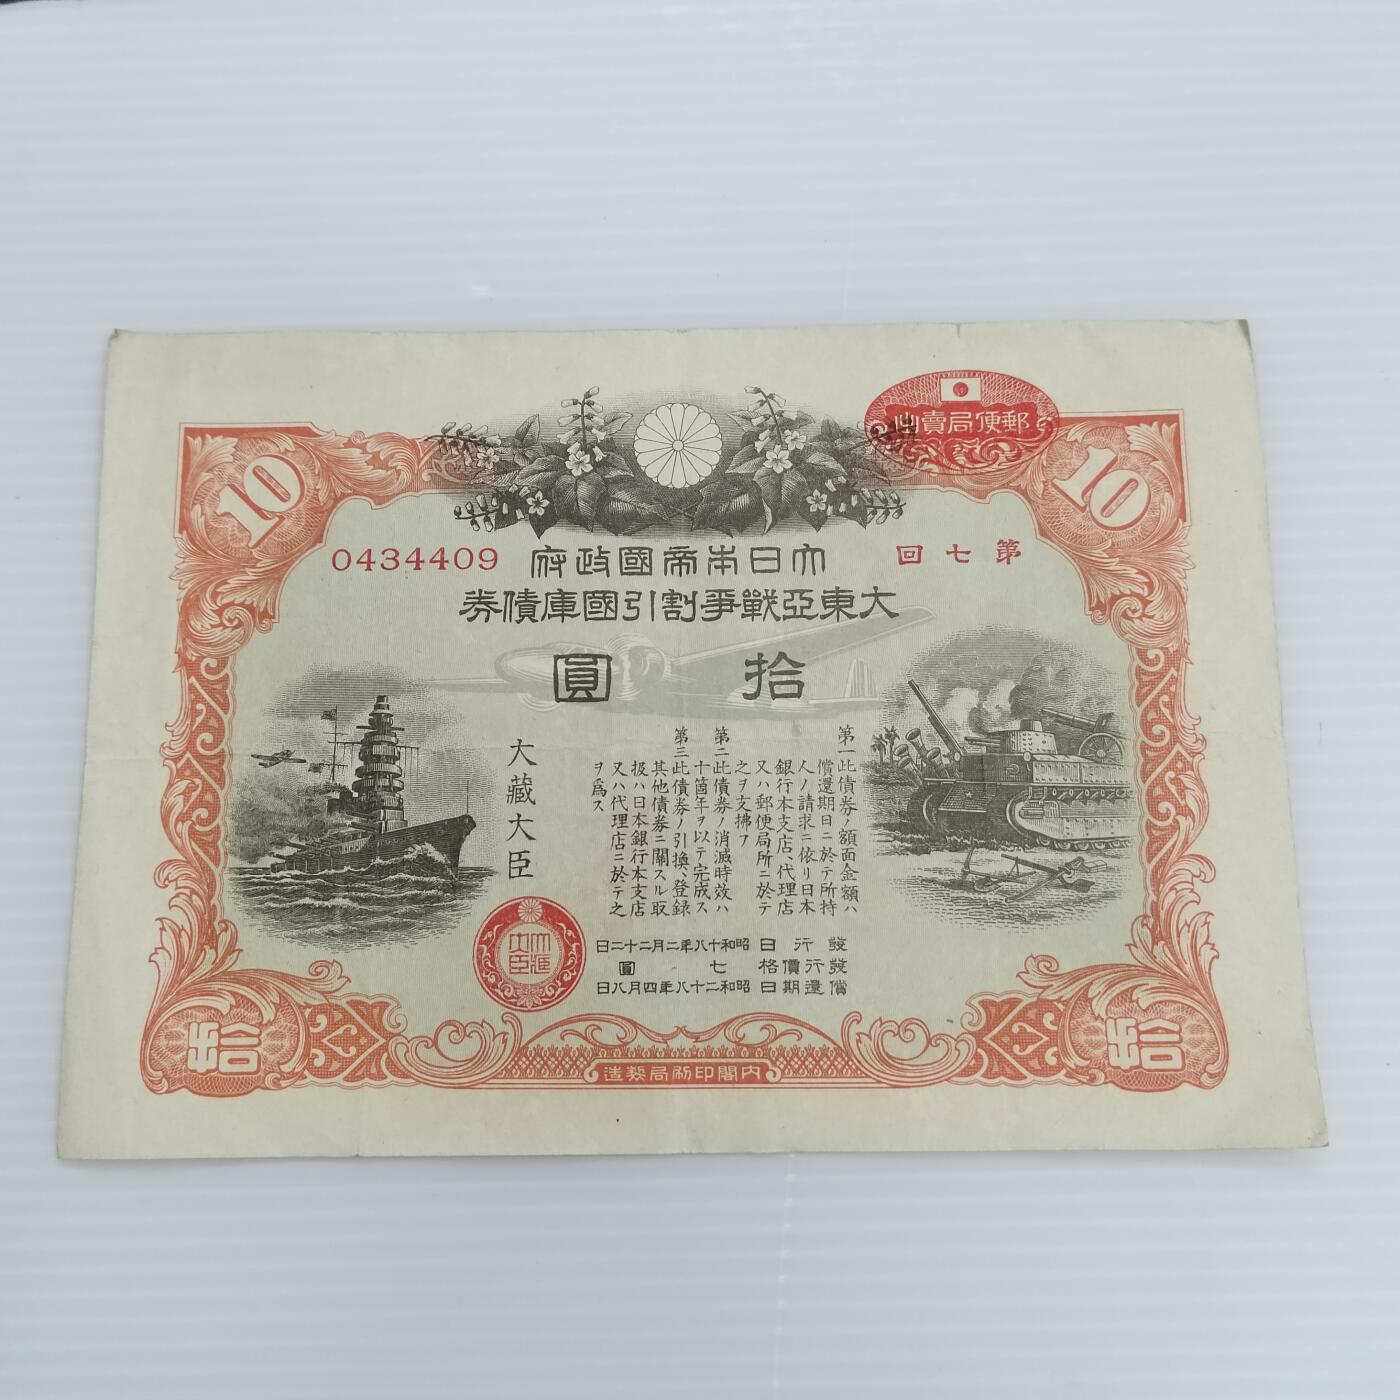 郵便局賣出
10
10
第七回
大日本帝國政府
0434409
大東亞戰爭割引國庫債券
拾圓
第一此債券ノ額面金額ハ
償還期日ニ於テ所持
人ノ請求ニ依リ日本
銀行本支店、代理店
又ハ郵便局所ニ於テ
之ヲ支拂フ
第二此債券ノ消滅時效ハ
十箇年ヲ以テ完成ス
第三此債券ノ引換、登錄
其他債券ニ關スル取
扱ハ日本銀行本支店
又ハ代理店ニ於テ之
ヲ爲ス
大藏大臣
大藏大臣
發行日 昭和十八年二月二十二日
發行價格 七圓
償還期日 昭和二十八年四月八日
拾
拾
内閣印刷局製造